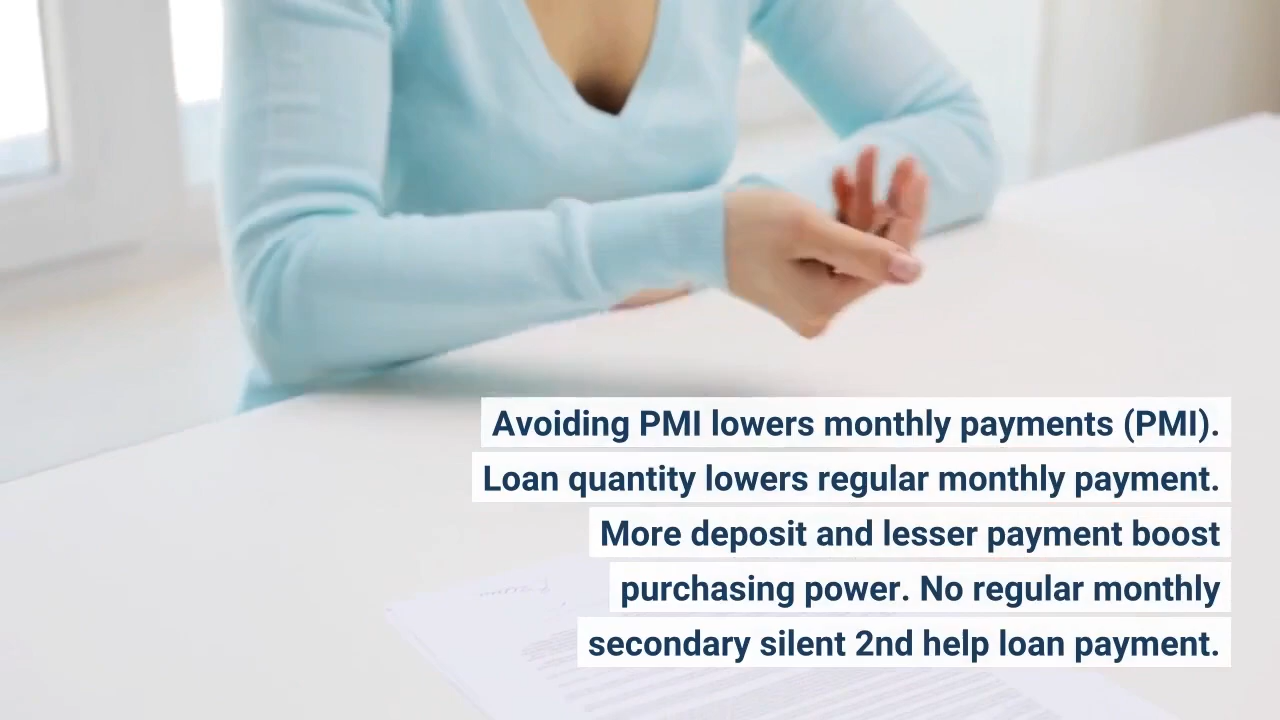 Avoiding PMI lowers monthly payments (PMI).
Loan quantity lowers regular monthly payment.
More deposit and lesser payment boost
purchasing power. No regular monthly
secondary silent 2nd help loan payment.